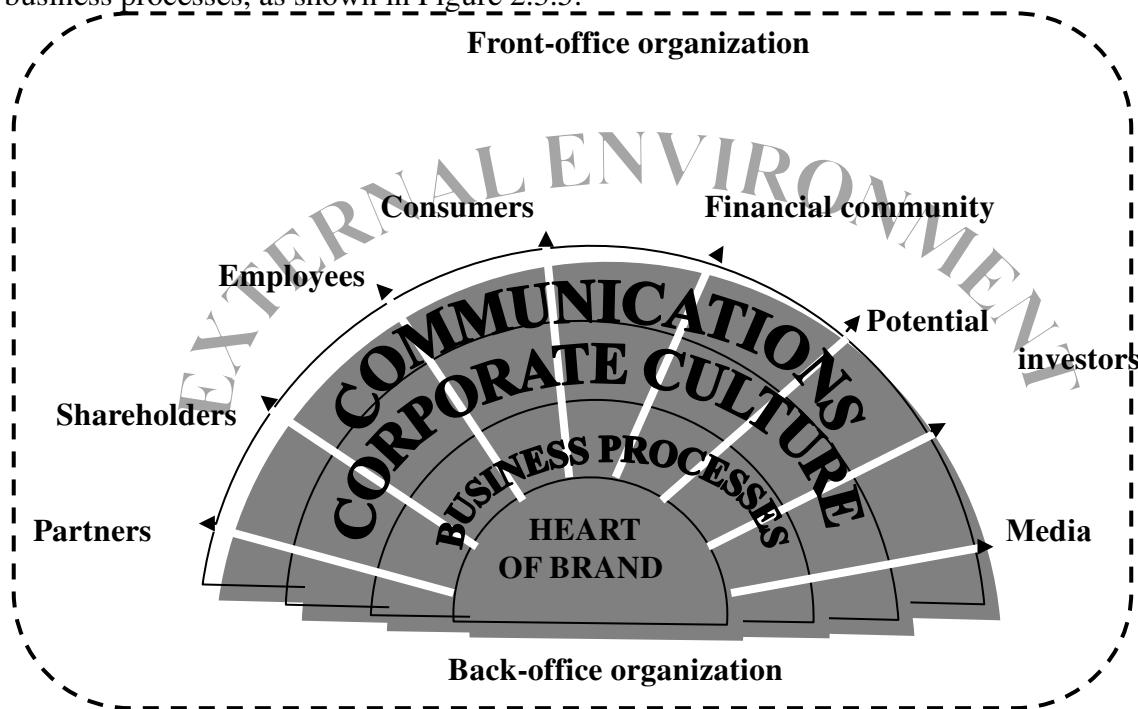 business processes, as shown in Figure 2.3.3.
Front-office organization
EXTERNAL ENVIRONMENT
Consumers
Financial community
Employees
Potential
investors
Shareholders
COMMUNICATIONS
CORPORATE CULTURE
BUSINESS PROCESSES
HEART
OF BRAND
Partners
Media
Back-office organization